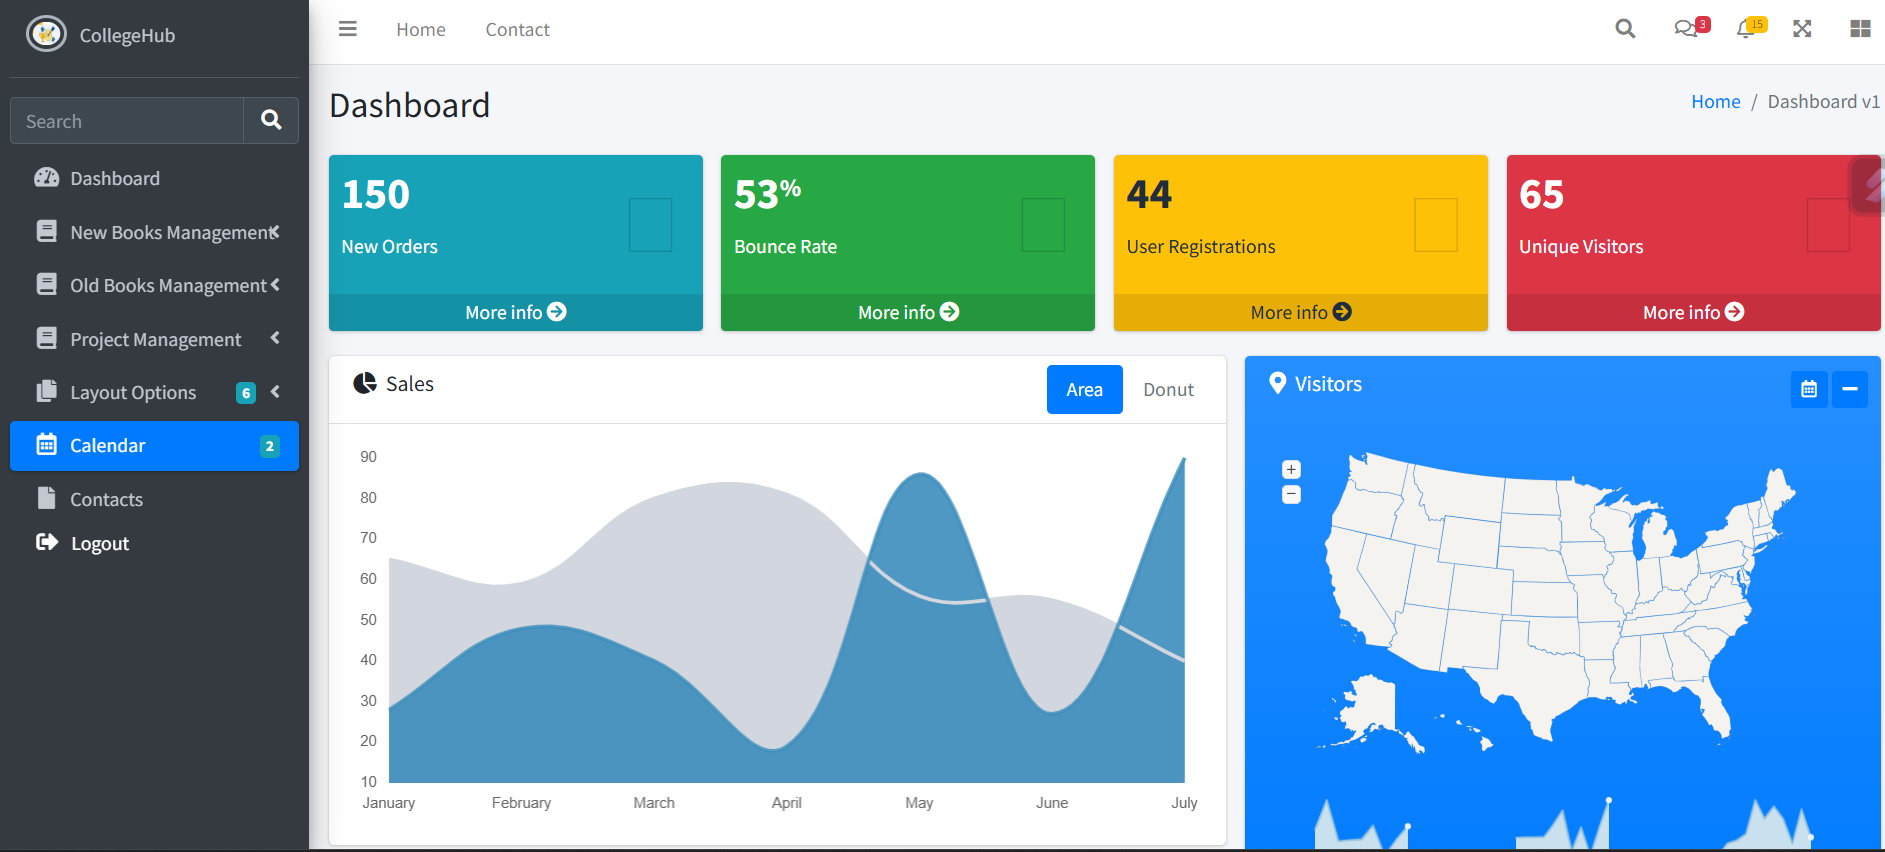 CollegeHub
Search
Dashboard
New Books Management
Old Books Management
Project Management
Layout Options 6
Calendar 2
Contacts
Logout
Home Contact 3 15
Dashboard
Home / Dashboard v1
150
New Orders
More info
53%
Bounce Rate
More info
44
User Registrations
More info
65
Unique Visitors
More info
Sales Area Donut
90
80
70
60
50
40
30
20
10
January February March April May June July
Visitors
+
−